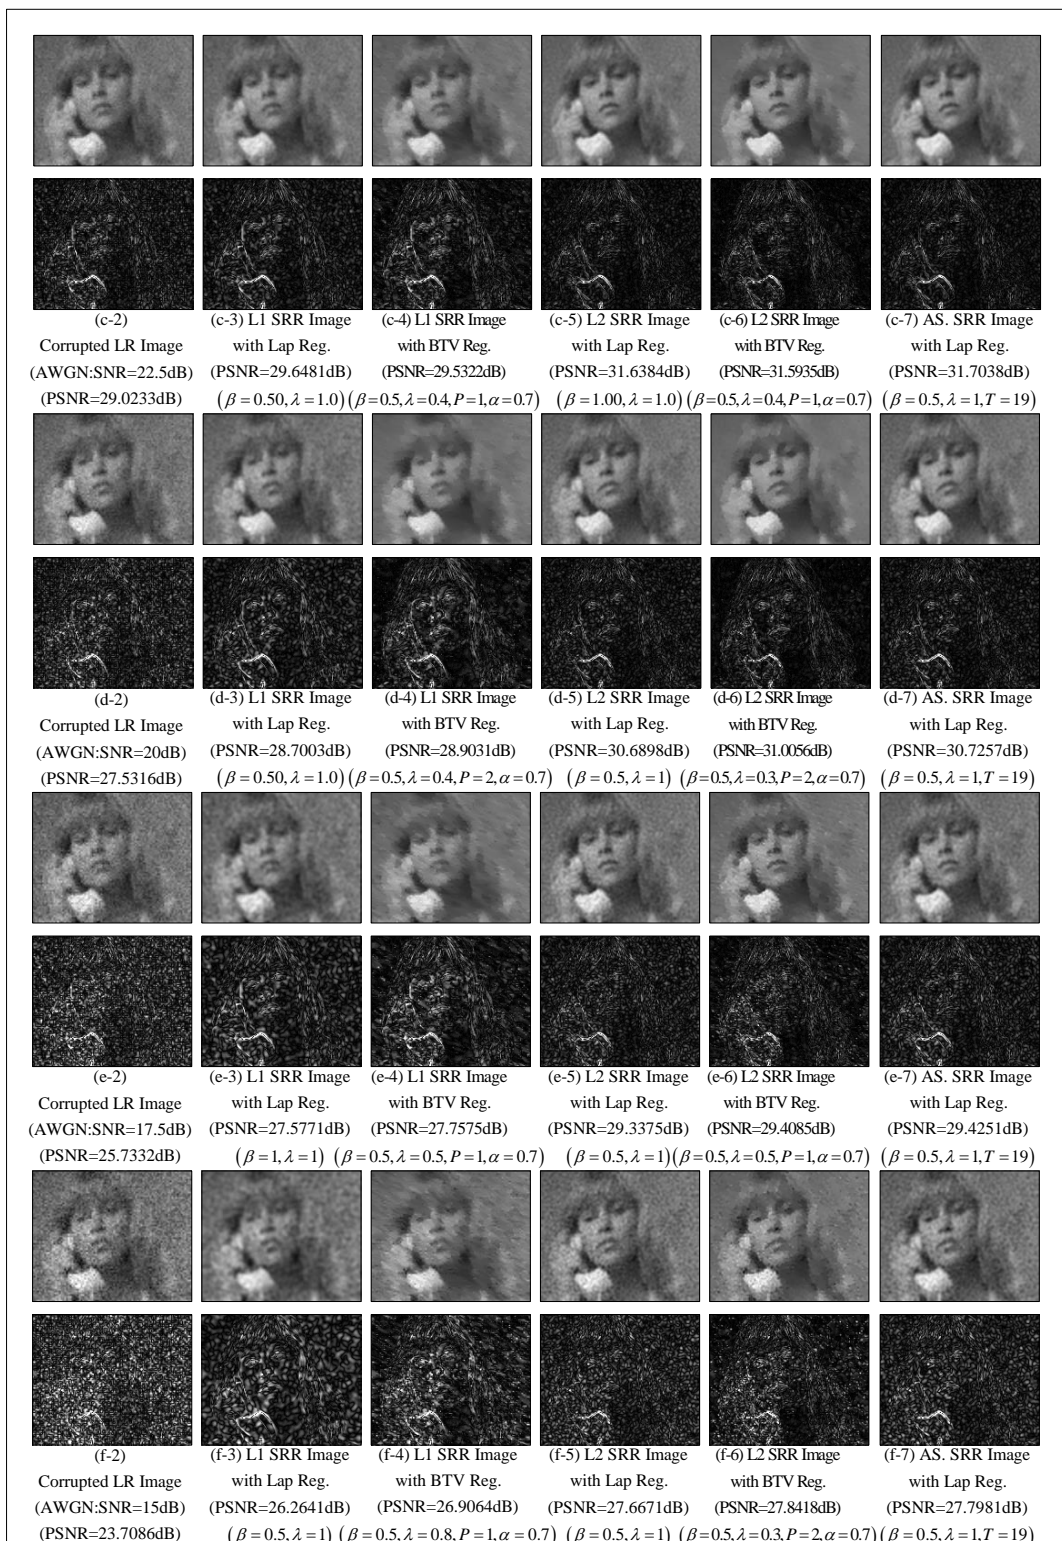 (c-2)
Corrupted LR Image
(AWGN:SNR=22.5dB)
(PSNR=29.0233dB)
(c-3) L1 SRR Image
with Lap Reg.
(PSNR=29.6481dB)
(β = 0.50, λ = 1.0)
(c-4) L1 SRR Image
with BTV Reg.
(PSNR=29.5322dB)
(β = 0.5, λ = 0.4, P = 1, α = 0.7)
(c-5) L2 SRR Image
with Lap Reg.
(PSNR=31.6384dB)
(β = 1.00, λ = 1.0)
(c-6) L2 SRR Image
with BTV Reg.
(PSNR=31.5935dB)
(β = 0.5, λ = 0.4, P = 1, α = 0.7)
(c-7) AS. SRR Image
with Lap Reg.
(PSNR=31.7038dB)
(β = 0.5, λ = 1, T = 19)
(d-2)
Corrupted LR Image
(AWGN:SNR=20dB)
(PSNR=27.5316dB)
(d-3) L1 SRR Image
with Lap Reg.
(PSNR=28.7003dB)
(β = 0.50, λ = 1.0)
(d-4) L1 SRR Image
with BTV Reg.
(PSNR=28.9031dB)
(β = 0.5, λ = 0.4, P = 2, α = 0.7)
(d-5) L2 SRR Image
with Lap Reg.
(PSNR=30.6898dB)
(β = 0.5, λ = 1)
(d-6) L2 SRR Image
with BTV Reg.
(PSNR=31.0056dB)
(β = 0.5, λ = 0.3, P = 2, α = 0.7)
(d-7) AS. SRR Image
with Lap Reg.
(PSNR=30.7257dB)
(β = 0.5, λ = 1, T = 19)
(e-2)
Corrupted LR Image
(AWGN:SNR=17.5dB)
(PSNR=25.7332dB)
(e-3) L1 SRR Image
with Lap Reg.
(PSNR=27.5771dB)
(β = 1, λ = 1)
(e-4) L1 SRR Image
with BTV Reg.
(PSNR=27.7575dB)
(β = 0.5, λ = 0.5, P = 1, α = 0.7)
(e-5) L2 SRR Image
with Lap Reg.
(PSNR=29.3375dB)
(β = 0.5, λ = 1)
(e-6) L2 SRR Image
with BTV Reg.
(PSNR=29.4085dB)
(β = 0.5, λ = 0.5, P = 1, α = 0.7)
(e-7) AS. SRR Image
with Lap Reg.
(PSNR=29.4251dB)
(β = 0.5, λ = 1, T = 19)
(f-2)
Corrupted LR Image
(AWGN:SNR=15dB)
(PSNR=23.7086dB)
(f-3) L1 SRR Image
with Lap Reg.
(PSNR=26.2641dB)
(β = 0.5, λ = 1)
(f-4) L1 SRR Image
with BTV Reg.
(PSNR=26.9064dB)
(β = 0.5, λ = 0.8, P = 1, α = 0.7)
(f-5) L2 SRR Image
with Lap Reg.
(PSNR=27.6671dB)
(β = 0.5, λ = 1)
(f-6) L2 SRR Image
with BTV Reg.
(PSNR=27.8418dB)
(β = 0.5, λ = 0.3, P = 2, α = 0.7)
(f-7) AS. SRR Image
with Lap Reg.
(PSNR=27.7981dB)
(β = 0.5, λ = 1, T = 19)